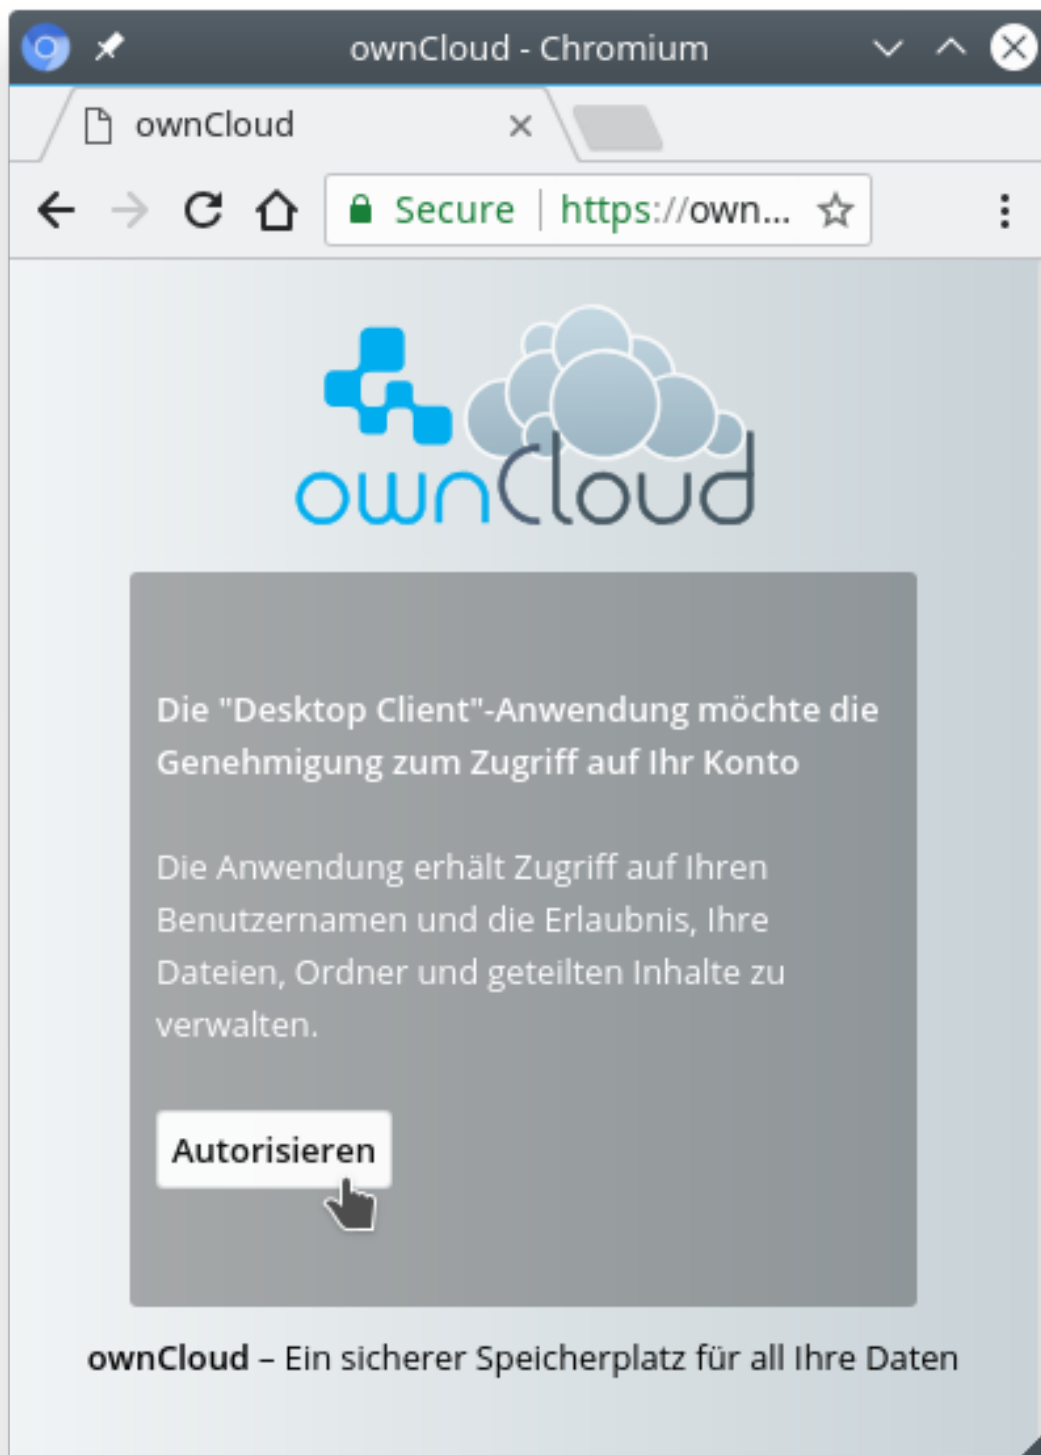 ownCloud - Chromium
ownCloud
Secure https://own...
ownCloud
Die "Desktop Client"-Anwendung möchte die
Genehmigung zum Zugriff auf Ihr Konto
Die Anwendung erhält Zugriff auf Ihren
Benutzernamen und die Erlaubnis, Ihre
Dateien, Ordner und geteilten Inhalte zu
verwalten.
Autorisieren
ownCloud – Ein sicherer Speicherplatz für all Ihre Daten